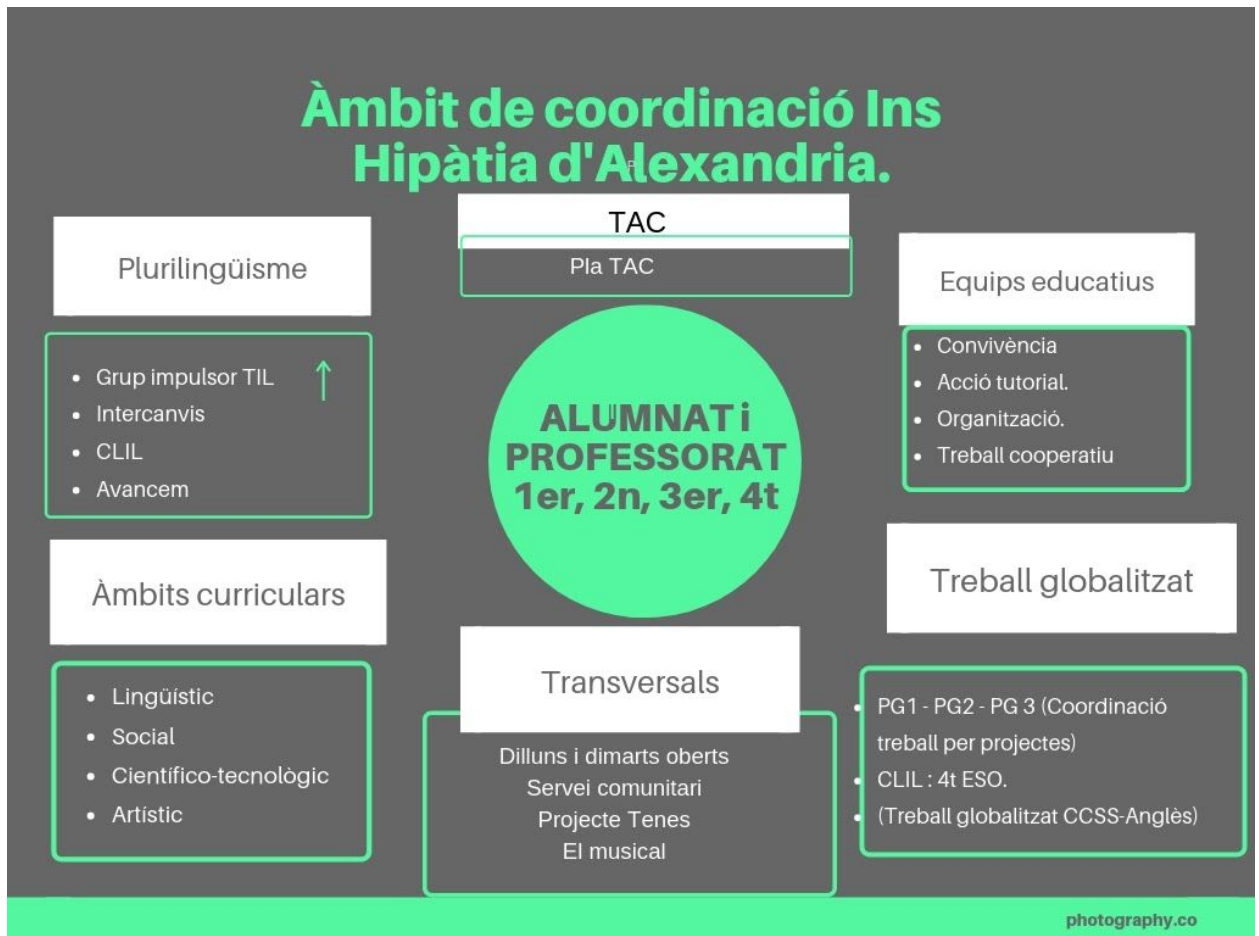 Àmbit de coordinació Ins
Hipàtia d'Alexandria.
TAC
Pla TAC
Plurilingüisme
• Grup impulsor TIL
• Intercanvis
• CLIL
• Avancem
Equips educatius
• Convivència
• Acció tutorial.
• Organització.
• Treball cooperatiu
ALUMNAT i
PROFESSORAT
1er, 2n, 3er, 4t
Àmbits curriculars
• Lingüístic
• Social
• Científico-tecnològic
• Artístic
Transversals
Dilluns i dimarts oberts
Servei comunitari
Projecte Tenes
El musical
Treball globalitzat
• PG1 - PG2 - PG 3 (Coordinació
treball per projectes)
• CLIL : 4t ESO.
• (Treball globalitzat CCSS-Anglès)
photography.co